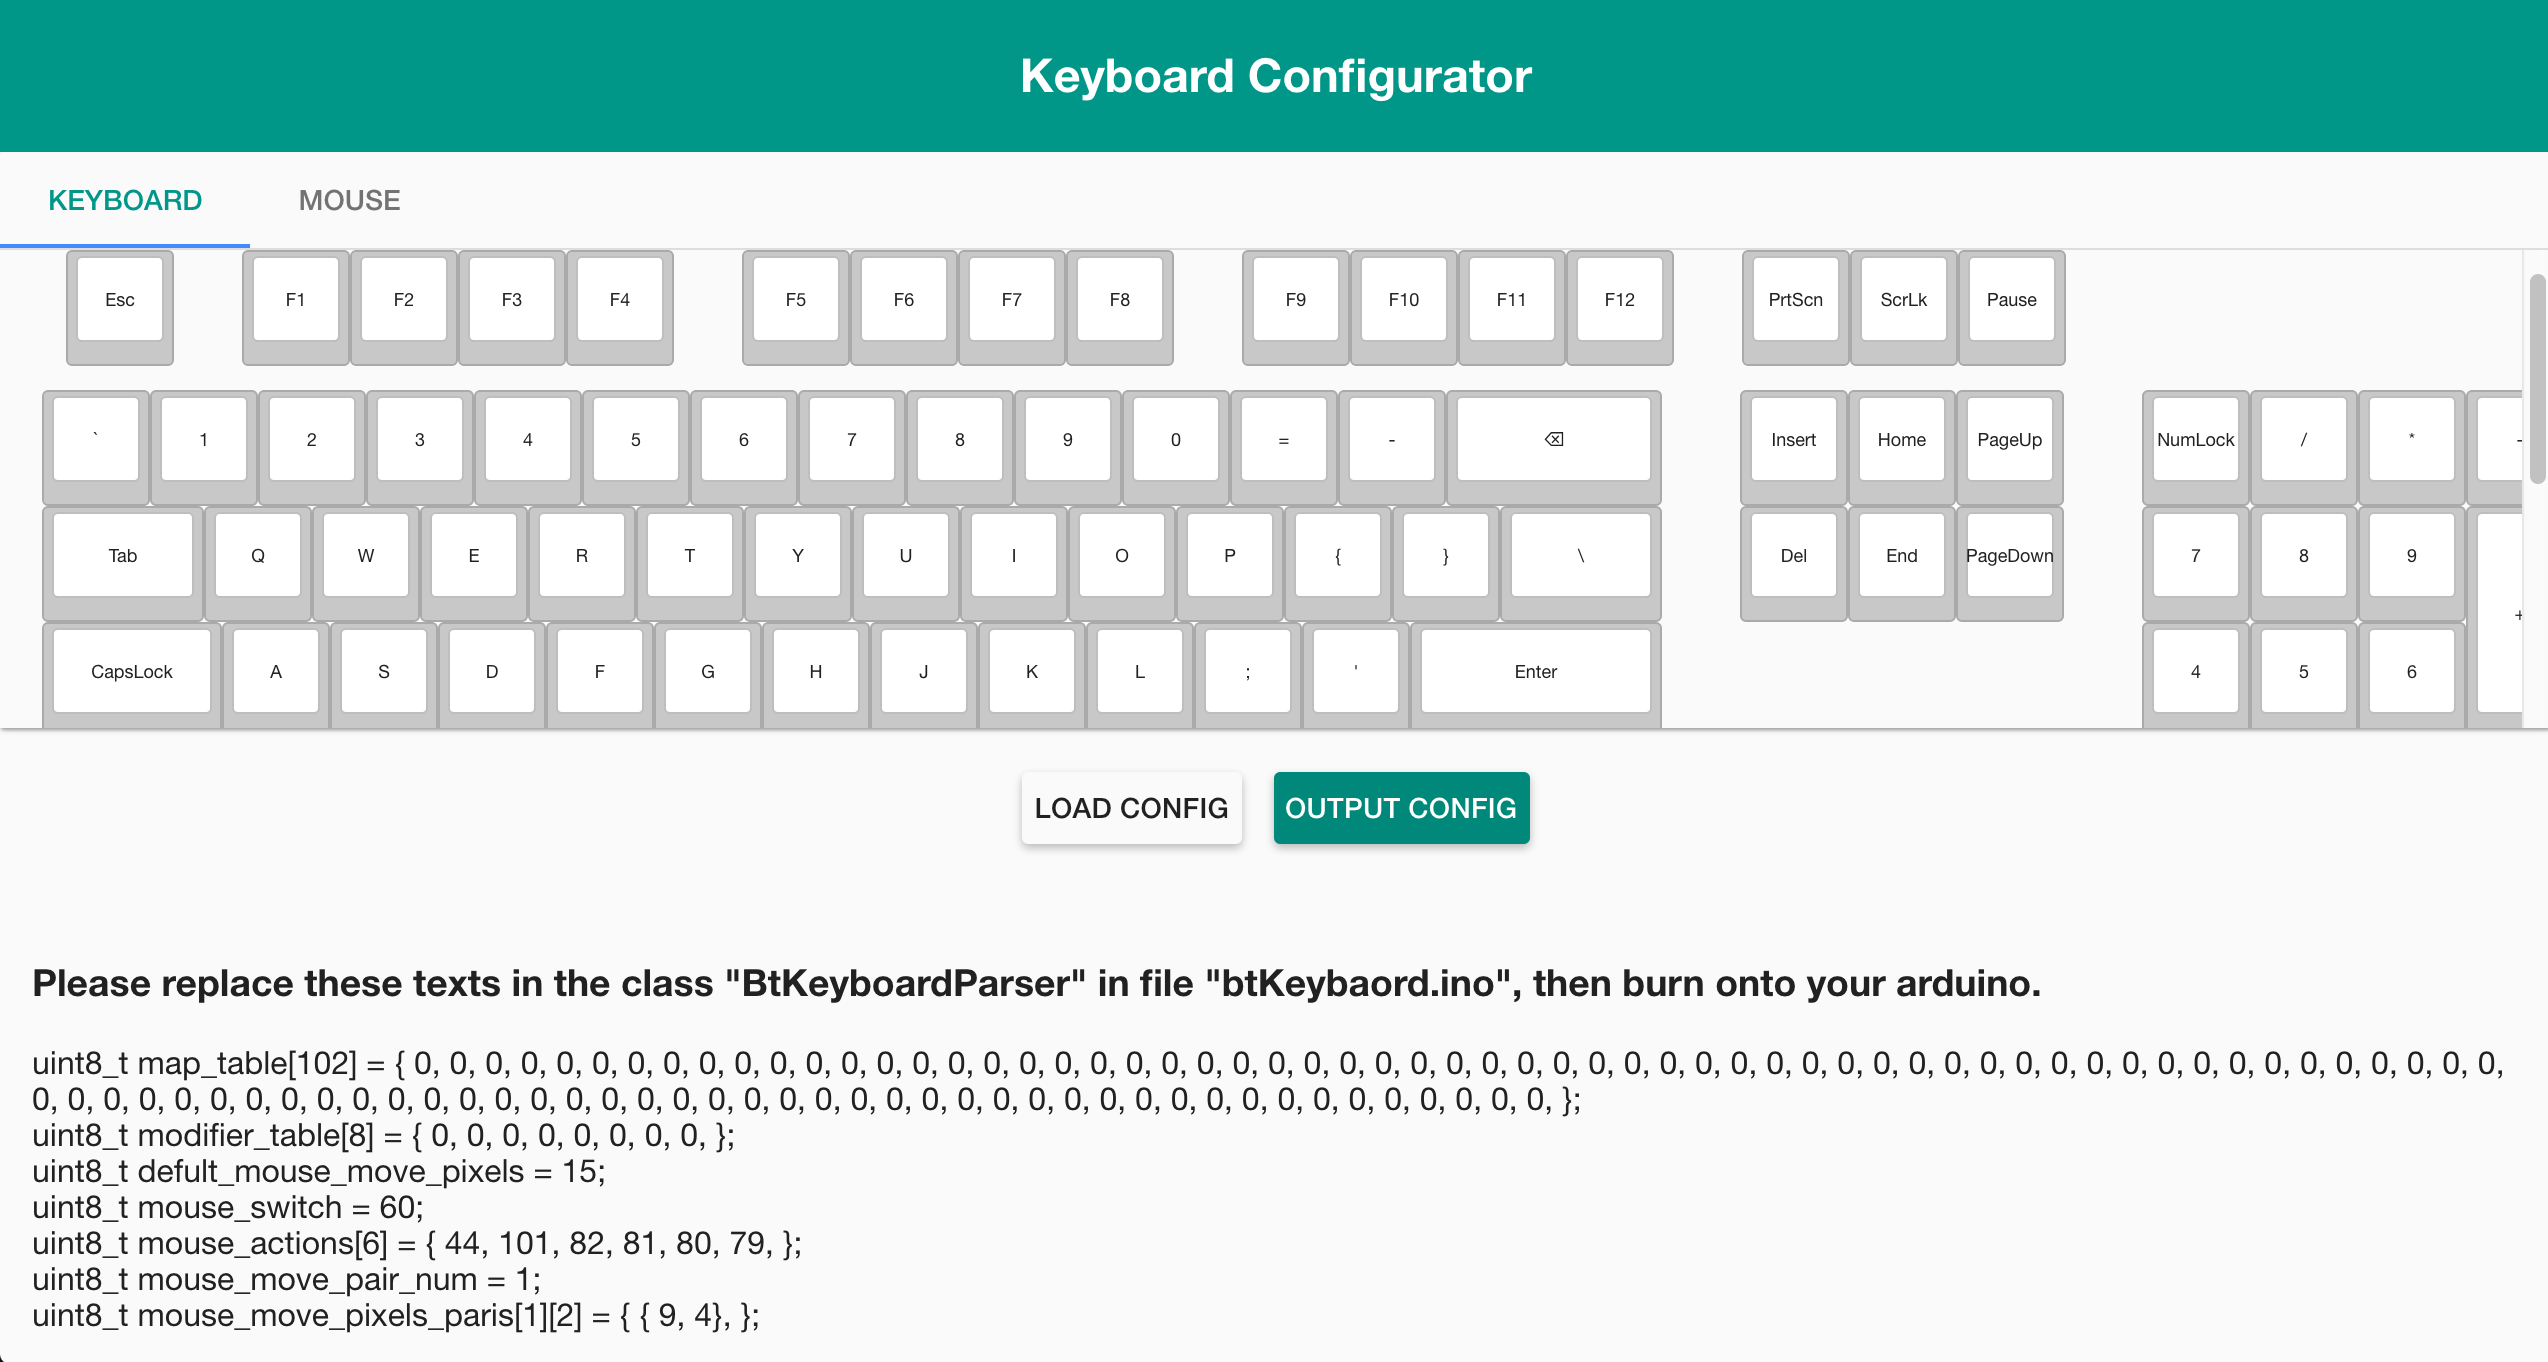 Keyboard Configurator
KEYBOARD MOUSE
Esc F1 F2 F3 F4 F5 F6 F7 F8 F9 F10 F11 F12 PrtScn ScrLk Pause
` 1 2 3 4 5 6 7 8 9 0 = - ⌫ Insert Home PageUp NumLock / * -
Tab Q W E R T Y U I O P { } \ Del End PageDown 7 8 9 +
CapsLock A S D F G H J K L ; ' Enter 4 5 6
LOAD CONFIG OUTPUT CONFIG
Please replace these texts in the class "BtKeyboardParser" in file "btKeybaord.ino", then burn onto your arduino.
uint8_t map_table[102] = { 0, 0, 0, 0, 0, 0, 0, 0, 0, 0, 0, 0, 0, 0, 0, 0, 0, 0, 0, 0, 0, 0, 0, 0, 0, 0, 0, 0, 0, 0, 0, 0, 0, 0, 0, 0, 0, 0, 0, 0, 0, 0, 0, 0, 0, 0, 0, 0, 0, 0, 0, 0, 0, 0, 0, 0, 0, 0, 0,
0, 0, 0, 0, 0, 0, 0, 0, 0, 0, 0, 0, 0, 0, 0, 0, 0, 0, 0, 0, 0, 0, 0, 0, 0, 0, 0, 0, 0, 0, 0, 0, 0, 0, 0, 0, 0, 0, 0, 0, 0, 0, 0, };
uint8_t modifier_table[8] = { 0, 0, 0, 0, 0, 0, 0, 0, };
uint8_t defult_mouse_move_pixels = 15;
uint8_t mouse_switch = 60;
uint8_t mouse_actions[6] = { 44, 101, 82, 81, 80, 79, };
uint8_t mouse_move_pair_num = 1;
uint8_t mouse_move_pixels_paris[1][2] = { { 9, 4}, };